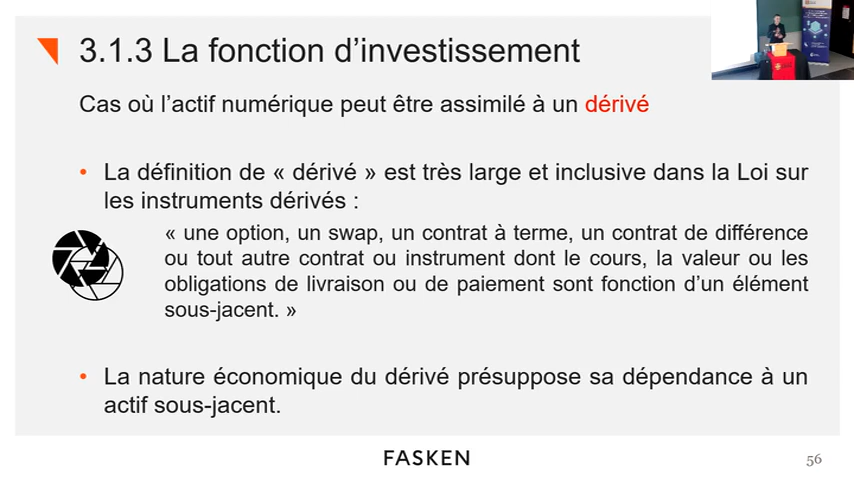 3.1.3 La fonction d’investissement
Cas où l’actif numérique peut être assimilé à un dérivé
• La définition de « dérivé » est très large et inclusive dans la Loi sur
les instruments dérivés :
« une option, un swap, un contrat à terme, un contrat de différence
ou tout autre contrat ou instrument dont le cours, la valeur ou les
obligations de livraison ou de paiement sont fonction d’un élément
sous-jacent. »
• La nature économique du dérivé présuppose sa dépendance à un
actif sous-jacent.
FASKEN
56